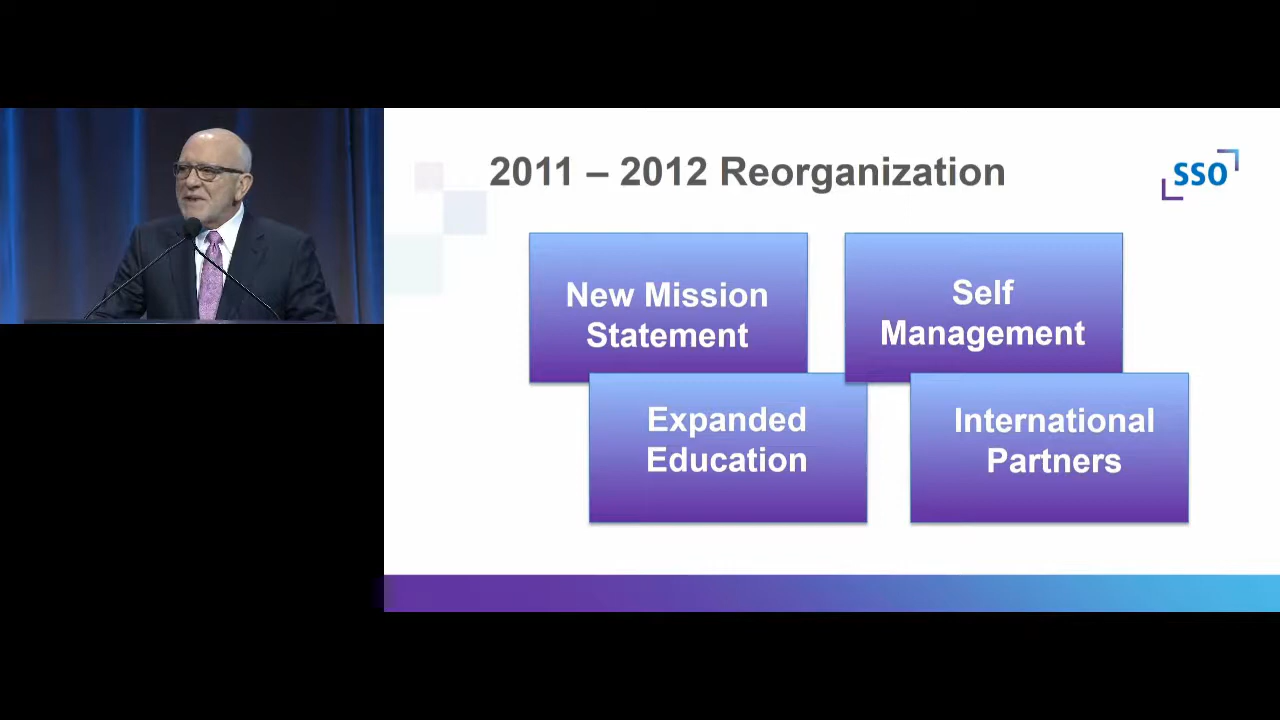 2011 – 2012 Reorganization
SSO
New Mission
Statement
Self
Management
Expanded
Education
International
Partners